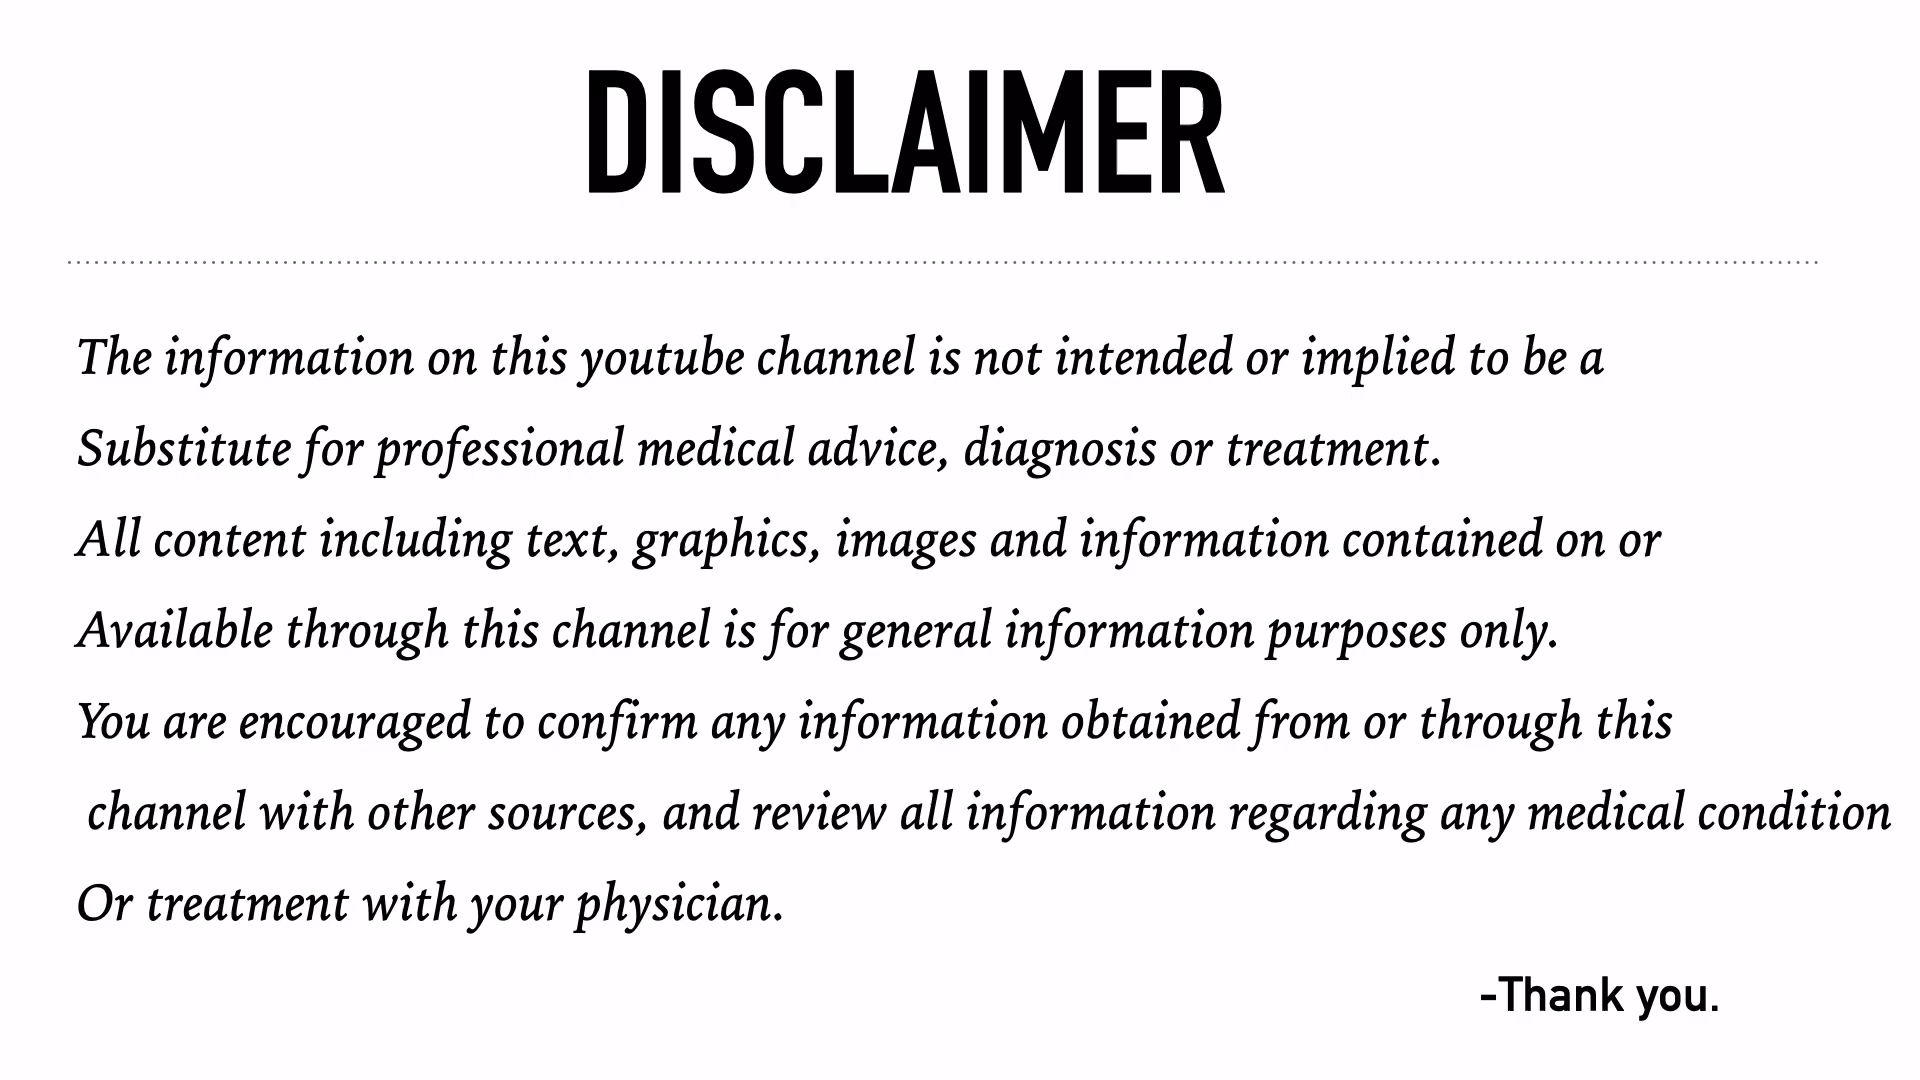 DISCLAIMER
The information on this youtube channel is not intended or implied to be a
Substitute for professional medical advice, diagnosis or treatment.
All content including text, graphics, images and information contained on or
Available through this channel is for general information purposes only.
You are encouraged to confirm any information obtained from or through this
channel with other sources, and review all information regarding any medical condition
Or treatment with your physician.
-Thank you.